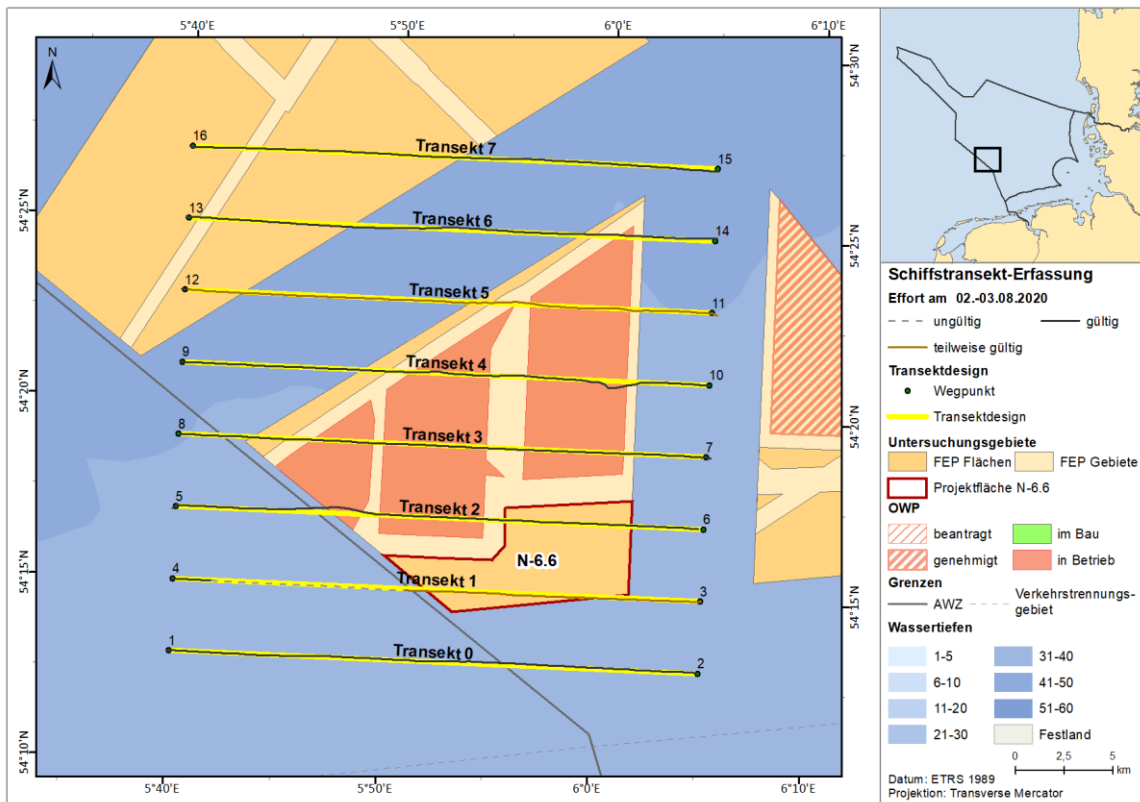 5°40'E 5°50'E 6°0'E 6°10'E
N
54°30'N
54°25'N
54°25'N
54°20'N
54°20'N
54°15'N
54°15'N
54°10'N
16 Transekt 7 15
13 Transekt 6 14
12 Transekt 5 11
9 Transekt 4 10
8 Transekt 3 7
5 Transekt 2 6
N-6.6
4 Transekt 1 3
1 Transekt 0 2
5°40'E 5°50'E 6°0'E 6°10'E
Schiffstransekt-Erfassung
Effort am 02.-03.08.2020
ungültig gültig
teilweise gültig
Transektdesign
Wegpunkt
Transektdesign
Untersuchungsgebiete
FEP Flächen FEP Gebiete
Projektfläche N-6.6
OWP
beantragt im Bau
genehmigt in Betrieb
Grenzen
AWZ Verkehrstrennungs-
gebiet
Wassertiefen
1-5 31-40
6-10 41-50
11-20 51-60
21-30 Festland
0 2,5 5
km
Datum: ETRS 1989
Projektion: Transverse Mercator